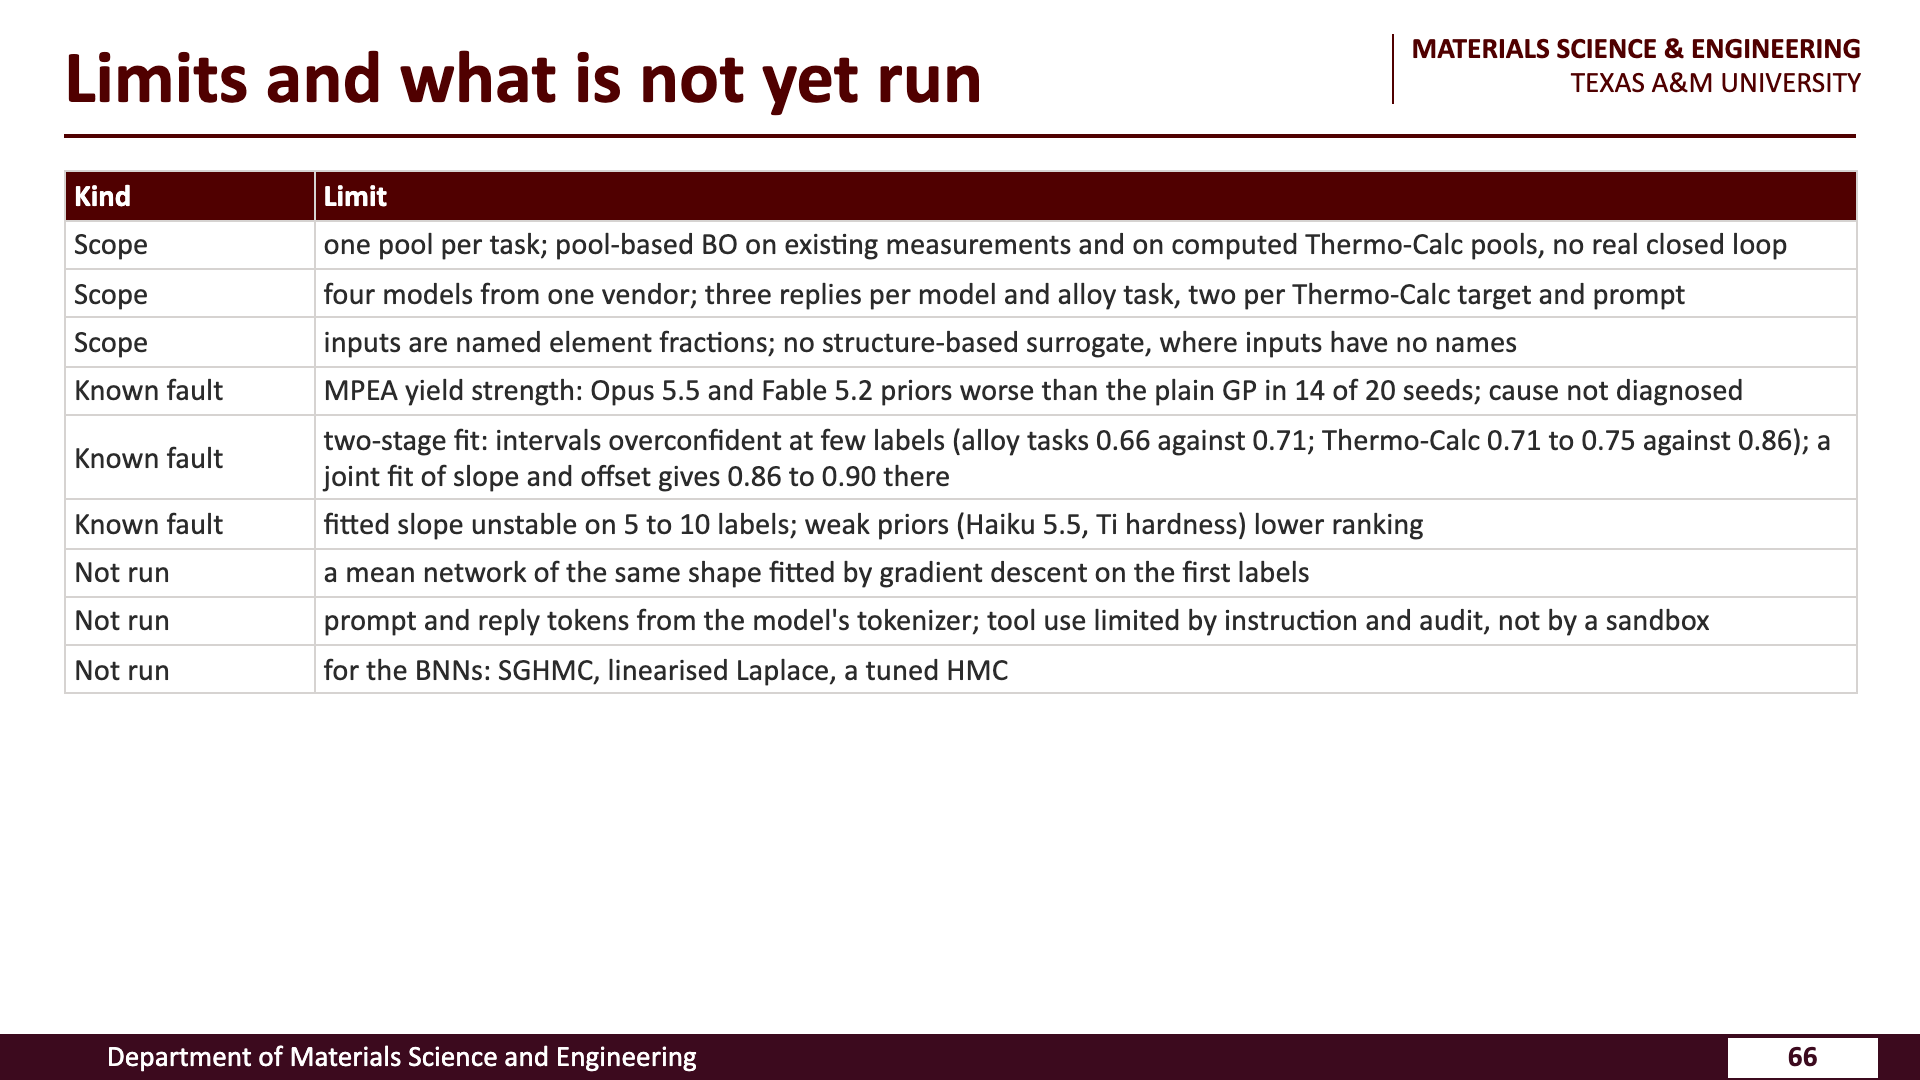 Limits and what is not yet run
MATERIALS SCIENCE & ENGINEERING
TEXAS A&M UNIVERSITY
Kind Limit
Scope one pool per task; pool-based BO on existing measurements and on computed Thermo-Calc pools, no real closed loop
Scope four models from one vendor; three replies per model and alloy task, two per Thermo-Calc target and prompt
Scope inputs are named element fractions; no structure-based surrogate, where inputs have no names
Known fault MPEA yield strength: Opus 5.5 and Fable 5.2 priors worse than the plain GP in 14 of 20 seeds; cause not diagnosed
Known fault two-stage fit: intervals overconfident at few labels (alloy tasks 0.66 against 0.71; Thermo-Calc 0.71 to 0.75 against 0.86); a
joint fit of slope and offset gives 0.86 to 0.90 there
Known fault fitted slope unstable on 5 to 10 labels; weak priors (Haiku 5.5, Ti hardness) lower ranking
Not run a mean network of the same shape fitted by gradient descent on the first labels
Not run prompt and reply tokens from the model's tokenizer; tool use limited by instruction and audit, not by a sandbox
Not run for the BNNs: SGHMC, linearised Laplace, a tuned HMC
Department of Materials Science and Engineering
66